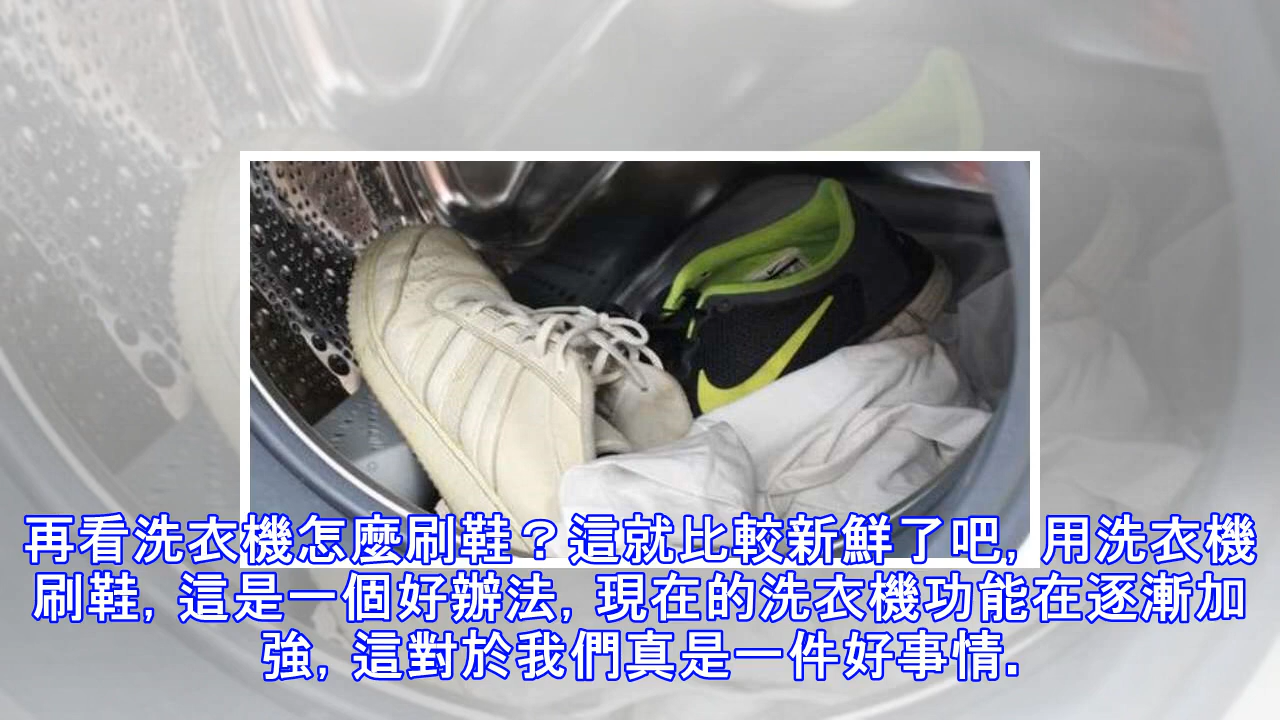 再看洗衣機怎麼刷鞋？這就比較新鮮了吧, 用洗衣機
刷鞋, 這是一個好辦法, 現在的洗衣機功能在逐漸加
強, 這對於我們真是一件好事情.